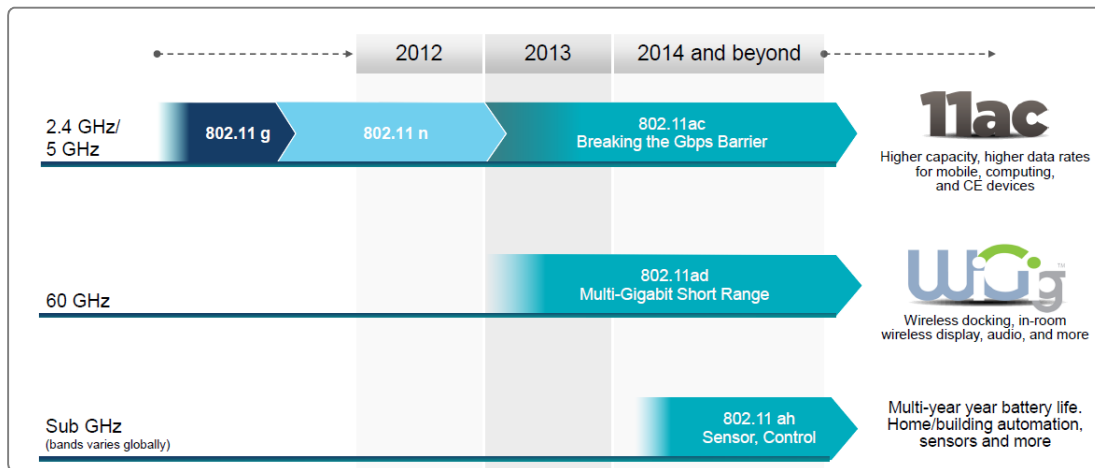 2012
2013
2014 and beyond
2.4 GHz/
5 GHz
802.11 g
802.11 n
802.11ac
Breaking the Gbps Barrier
11ac
Higher capacity, higher data rates
for mobile, computing,
and CE devices
60 GHz
802.11ad
Multi-Gigabit Short Range
WiGig™
Wireless docking, in-room
wireless display, audio, and more
Sub GHz
(bands varies globally)
802.11 ah
Sensor, Control
Multi-year year battery life.
Home/building automation,
sensors and more